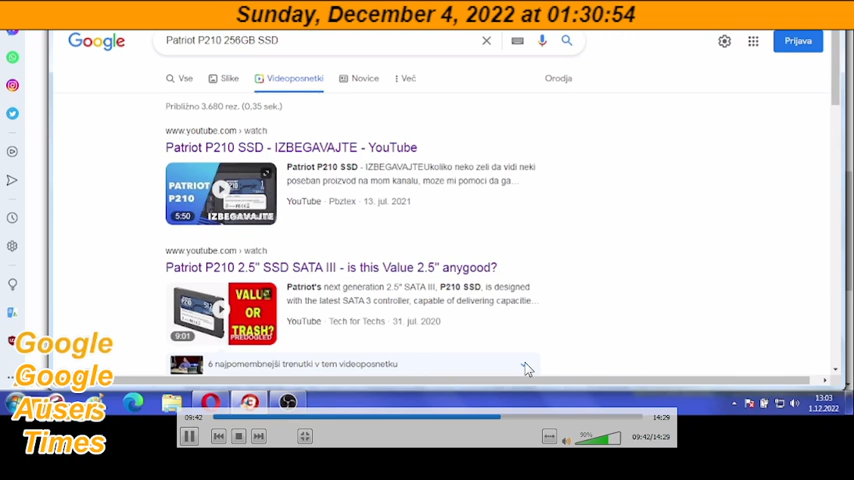 Sunday, December 4, 2022 at 01:30:54
Google
Patriot P210 256GB SSD
Prijava
Vse
Slike
Videoposnetki
Novice
Več
Orodja
Približno 3.680 rez. (0,35 sek.)
www.youtube.com › watch
Patriot P210 SSD - IZBEGAVAJTE - YouTube
PATRIOT
P210
5:50
IZBEGAVAJTE
Patriot P210 SSD - IZBEGAVAJTEUkoliko neko zeli da vidi neki
poseban proizvod na mom kanalu, moze mi pomoci da ga...
YouTube · Pbztex · 13. jul. 2021
www.youtube.com › watch
Patriot P210 2.5" SSD SATA III - is this Value 2.5" anygood?
VALUE
OR
TRASH?
9:01
PREDOGLED
Patriot's next generation 2.5" SATA III, P210 SSD, is designed
with the latest SATA 3 controller, capable of delivering capacitie...
YouTube · Tech for Techs · 31. jul. 2020
6 najpomembnejši trenutki v tem videoposnetku
Google
Google
Ausers
Times
13:03
1.12.2022
09:42
14:29
90%
09:42/14:29